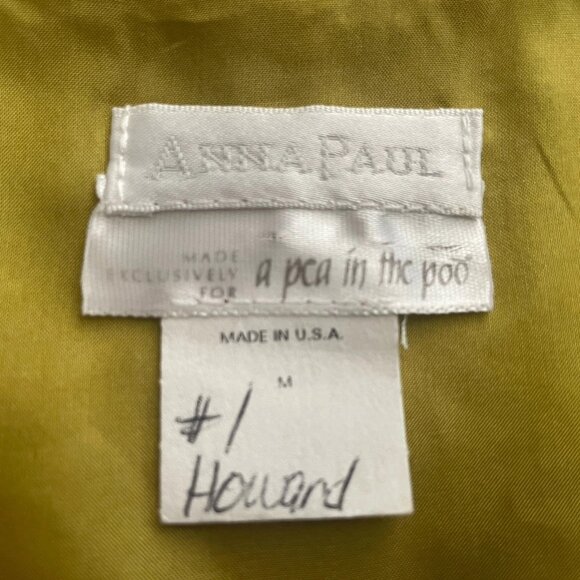 ANNA PAUL
MADE
EXCLUSIVELY
FOR
a pea in the pod
MADE IN U.S.A.
M
#1
Howard